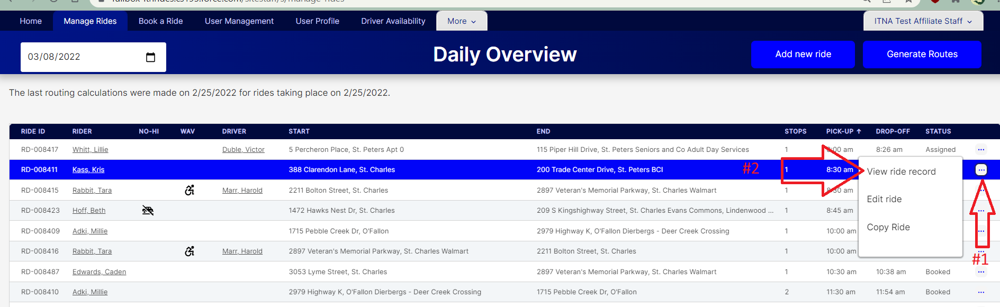 Home Manage Rides Book a Ride User Management User Profile Driver Availability More ITNA Test Affiliate Staff
03/08/2022 Daily Overview Add new ride Generate Routes
The last routing calculations were made on 2/25/2022 for rides taking place on 2/25/2022.
RIDE ID RIDER NO-HI WAV DRIVER START END STOPS PICK-UP ↑ DROP-OFF STATUS
RD-008417 Whitt, Lillie Duble, Victor 5 Percheron Place, St. Peters Apt 0 115 Piper Hill Drive, St. Peters Seniors and Co Adult Day Services 1 8:26 am Assigned ...
RD-008411 Kass, Kris 388 Clarendon Lane, St. Charles 200 Trade Center Drive, St. Peters BCI #2 1 8:30 am View ride record ...
RD-008415 Rabbit, Tara Marr, Harold 2211 Bolton Street, St. Charles 2897 Veteran's Memorial Parkway, St. Charles Walmart 1
Edit ride
RD-008423 Hoff, Beth 1472 Hawks Nest Dr, St. Charles 209 S Kingshighway Street, St. Charles Evans Commons, Lindenwood ... 1 8:45 am ...
Copy Ride
RD-008409 Adki, Millie 1715 Pebble Creek Dr, O'Fallon 2979 Highway K, O'Fallon Dierbergs - Deer Creek Crossing 1 10:00 am ...
RD-008416 Rabbit, Tara Marr, Harold 2897 Veteran's Memorial Parkway, St. Charles Walmart 2211 Bolton Street, St. Charles 1 10:00 am
#1
RD-008487 Edwards, Caden 3053 Lyme Street, St. Charles 2897 Veteran's Memorial Parkway, St. Charles Walmart 1 10:30 am 10:38 am Booked ...
RD-008410 Adki, Millie 2979 Highway K, O'Fallon Dierbergs - Deer Creek Crossing 1715 Pebble Creek Dr, O'Fallon 2 11:30 am 11:54 am Booked ...